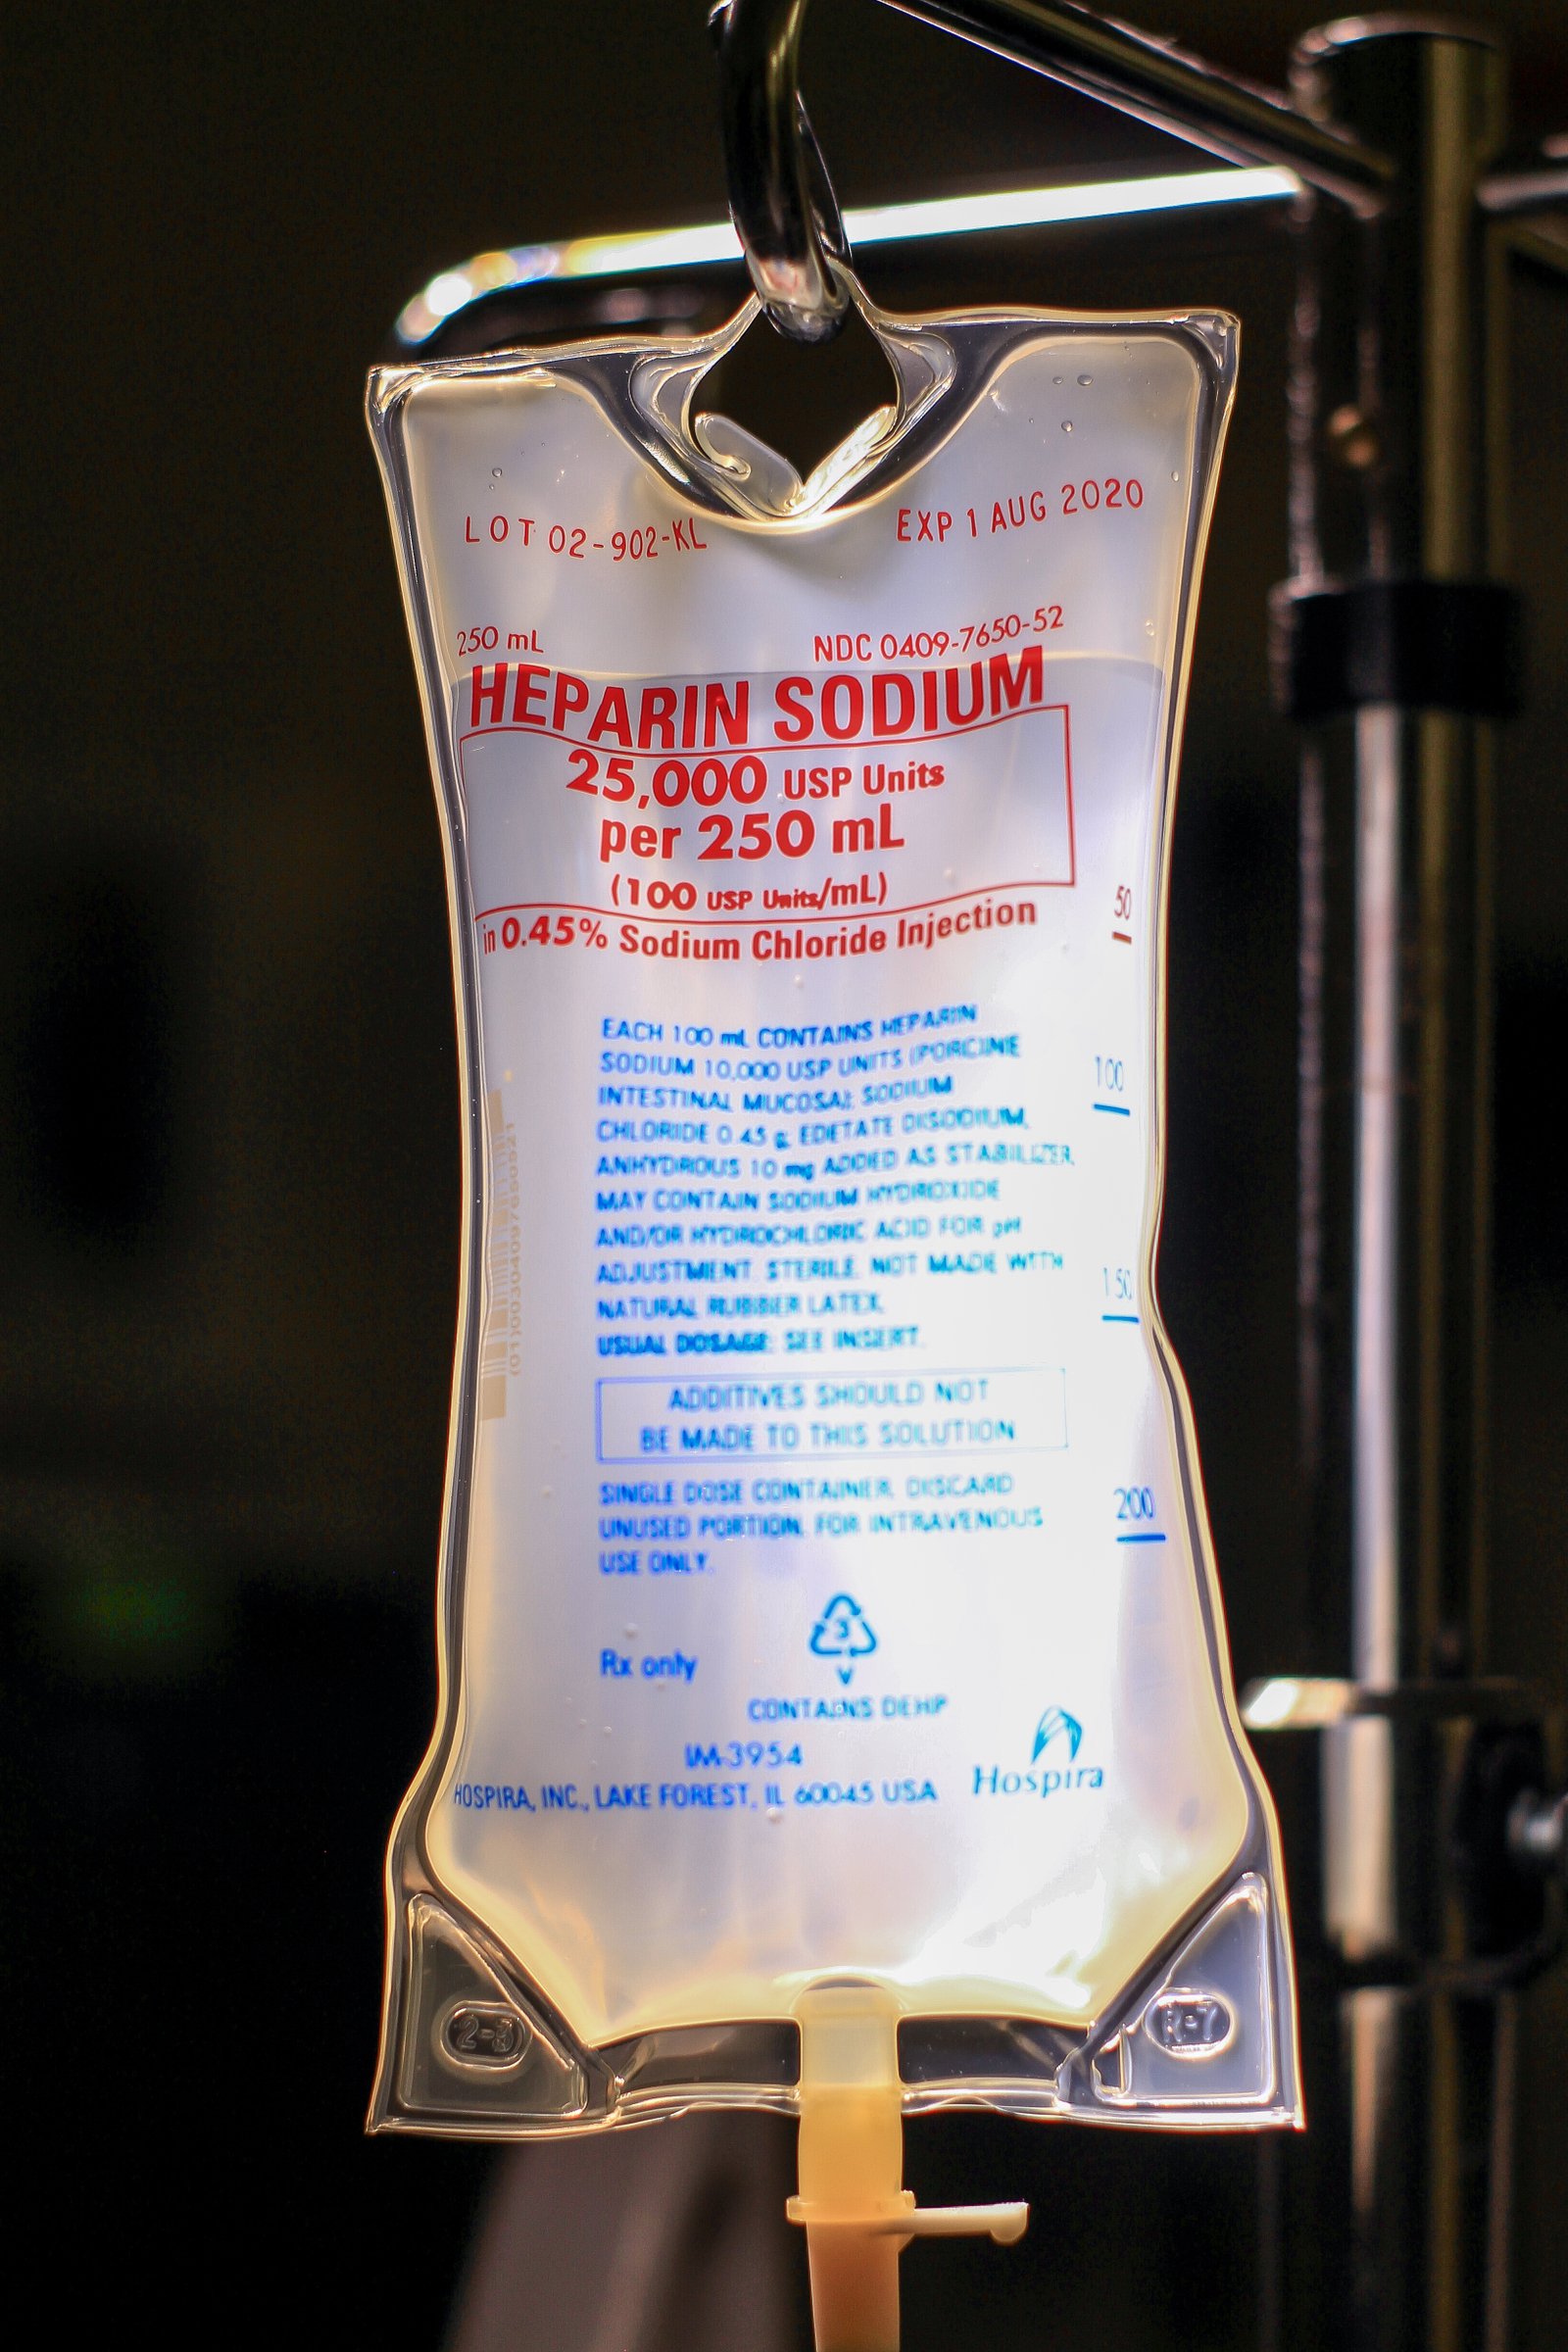 LOT 02-902-KL
EXP 1 AUG 2020
250 mL
NDC 0409-7650-52
HEPARIN SODIUM
25,000 USP Units
per 250 mL
(100 USP Units/mL)
in 0.45% Sodium Chloride Injection
50
EACH 100 mL CONTAINS HEPARIN
SODIUM 10,000 USP UNITS (PORCINE
INTESTINAL MUCOSA); SODIUM
CHLORIDE 0.45 g; EDETATE DISODIUM,
ANHYDROUS 10 mg ADDED AS STABILIZER.
MAY CONTAIN SODIUM HYDROXIDE
AND/OR HYDROCHLORIC ACID FOR pH
ADJUSTMENT. STERILE. NOT MADE WITH
NATURAL RUBBER LATEX.
USUAL DOSAGE: SEE INSERT.
100
150
ADDITIVES SHOULD NOT
BE MADE TO THIS SOLUTION
SINGLE DOSE CONTAINER. DISCARD
UNUSED PORTION. FOR INTRAVENOUS
USE ONLY.
200
Rx only
3
V
CONTAINS DEHP
IM-3954
HOSPIRA, INC., LAKE FOREST, IL 60045 USA
Hospira